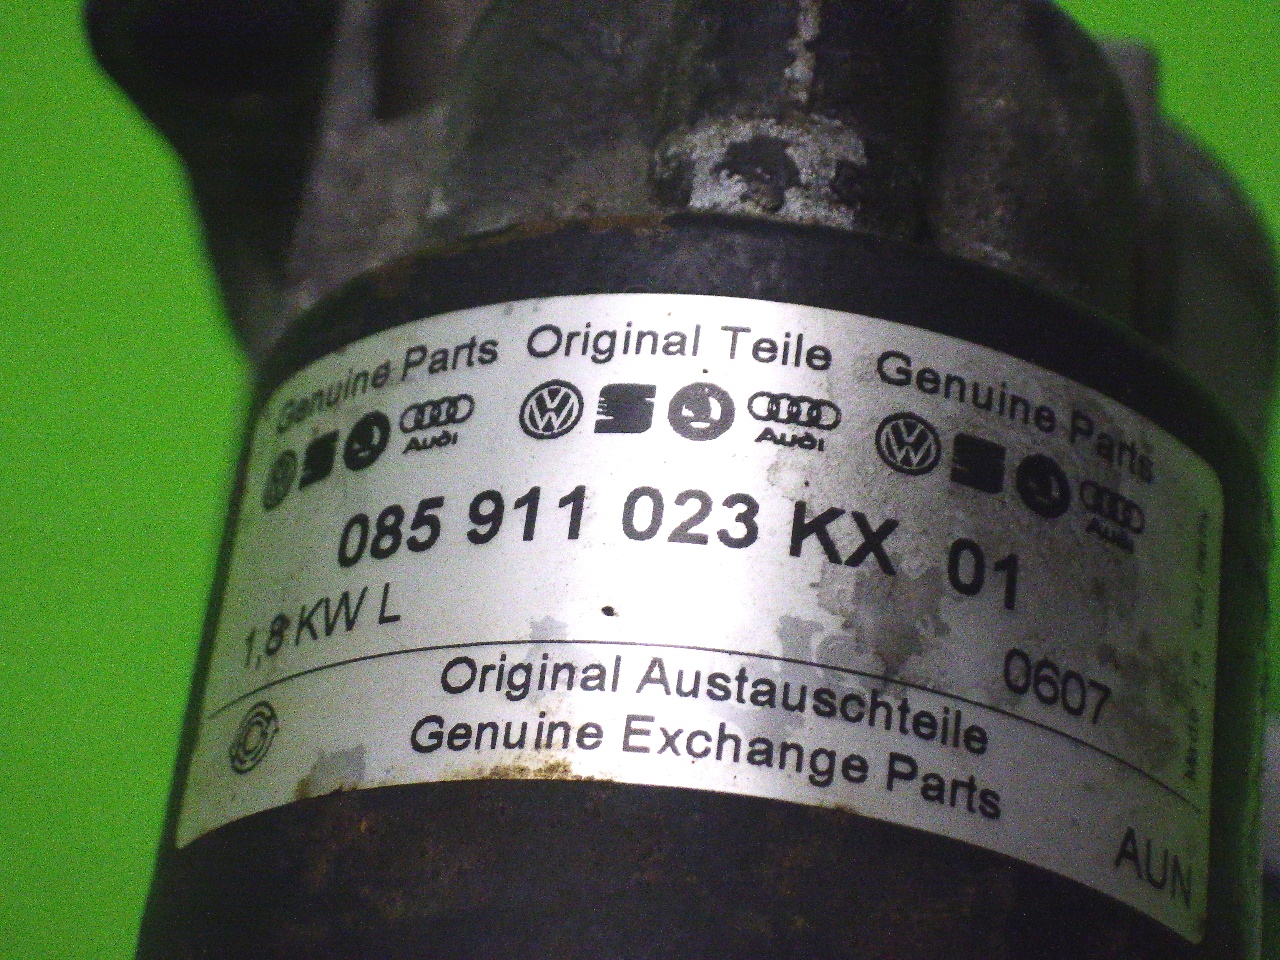 Genuine Parts Original Teile Genuine Parts
Audi Audi Audi
085 911 023 KX 01
1,8 KW L
0607
Original Austauschteile
Genuine Exchange Parts
AUN